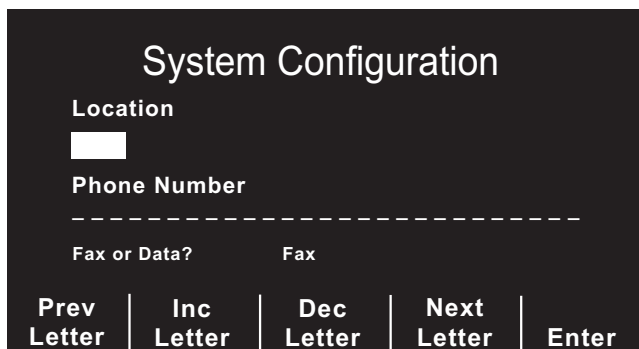 System Configuration
Location
Phone Number
_ _ _ _ _ _ _ _ _ _ _ _ _ _ _ _ _ _ _ _ _ _ _ _ _ _ _
Fax or Data? Fax
Prev Letter | Inc Letter | Dec Letter | Next Letter | Enter